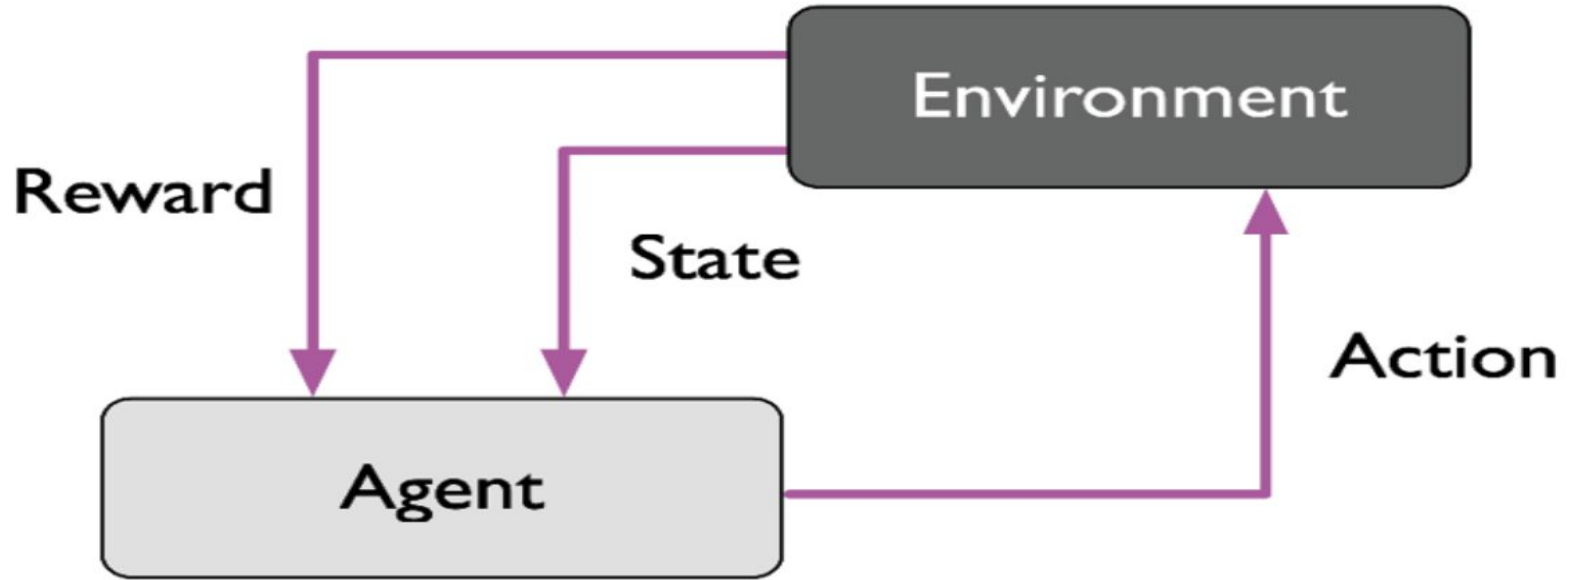 Environment
Reward
State
Action
Agent